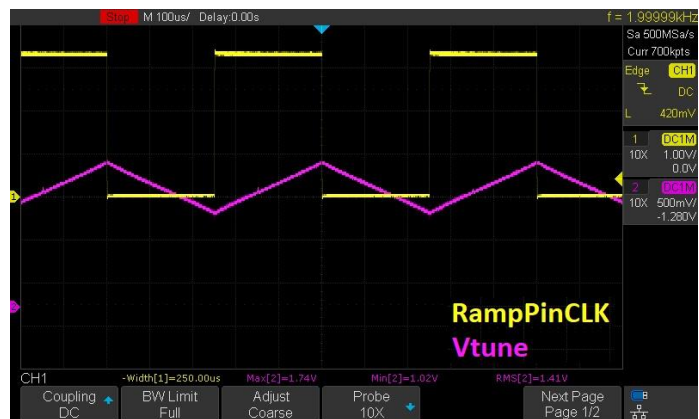 Stop M 100us/ Delay:0.00s f = 1.99999kHz
Sa 500MSa/s
Curr 700kpts
Edge CH1
DC
L 420mV
1 DC1M
10X 1.00V/
0.0V
2 DC1M
10X 500mV/
-1.280V
1
2
RampPinCLK
Vtune
CH1 -Width[1]=250.00us Max[2]=1.74V Min[2]=1.02V RMS[2]=1.41V
Coupling BW Limit Adjust Probe Next Page
DC Full Coarse 10X Page 1/2